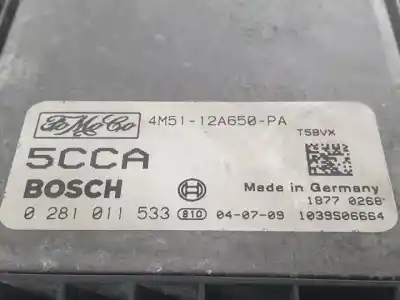 FoMoCo 4M51-12A650-PA
T5BVX
5CCA
BOSCH Made in Germany
1877 0268
0 281 011 533 810 04-07-09 1039S06664